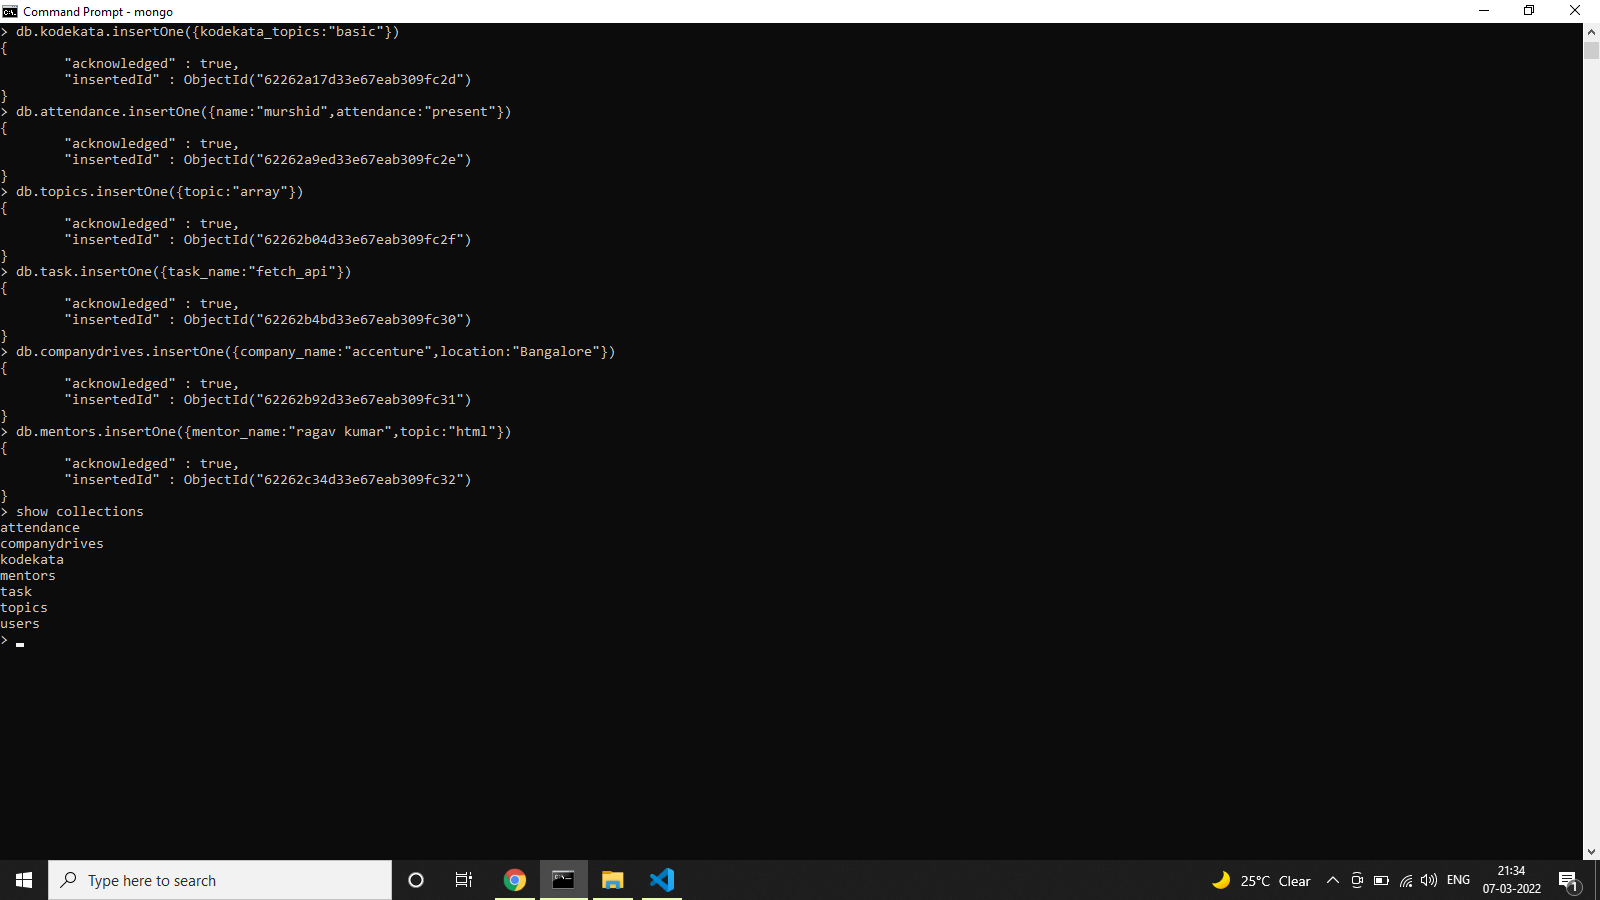 Command Prompt - mongo
> db.kodekata.insertOne({kodekata_topics:"basic"})
{
        "acknowledged" : true,
        "insertedId" : ObjectId("62262a17d33e67eab309fc2d")
}
> db.attendance.insertOne({name:"murshid",attendance:"present"})
{
        "acknowledged" : true,
        "insertedId" : ObjectId("62262a9ed33e67eab309fc2e")
}
> db.topics.insertOne({topic:"array"})
{
        "acknowledged" : true,
        "insertedId" : ObjectId("62262b04d33e67eab309fc2f")
}
> db.task.insertOne({task_name:"fetch_api"})
{
        "acknowledged" : true,
        "insertedId" : ObjectId("62262b4bd33e67eab309fc30")
}
> db.companydrives.insertOne({company_name:"accenture",location:"Bangalore"})
{
        "acknowledged" : true,
        "insertedId" : ObjectId("62262b92d33e67eab309fc31")
}
> db.mentors.insertOne({mentor_name:"ragav kumar",topic:"html"})
{
        "acknowledged" : true,
        "insertedId" : ObjectId("62262c34d33e67eab309fc32")
}
> show collections
attendance
companydrives
kodekata
mentors
task
topics
users
>
Type here to search
25°C Clear
ENG
21:34
07-03-2022
1